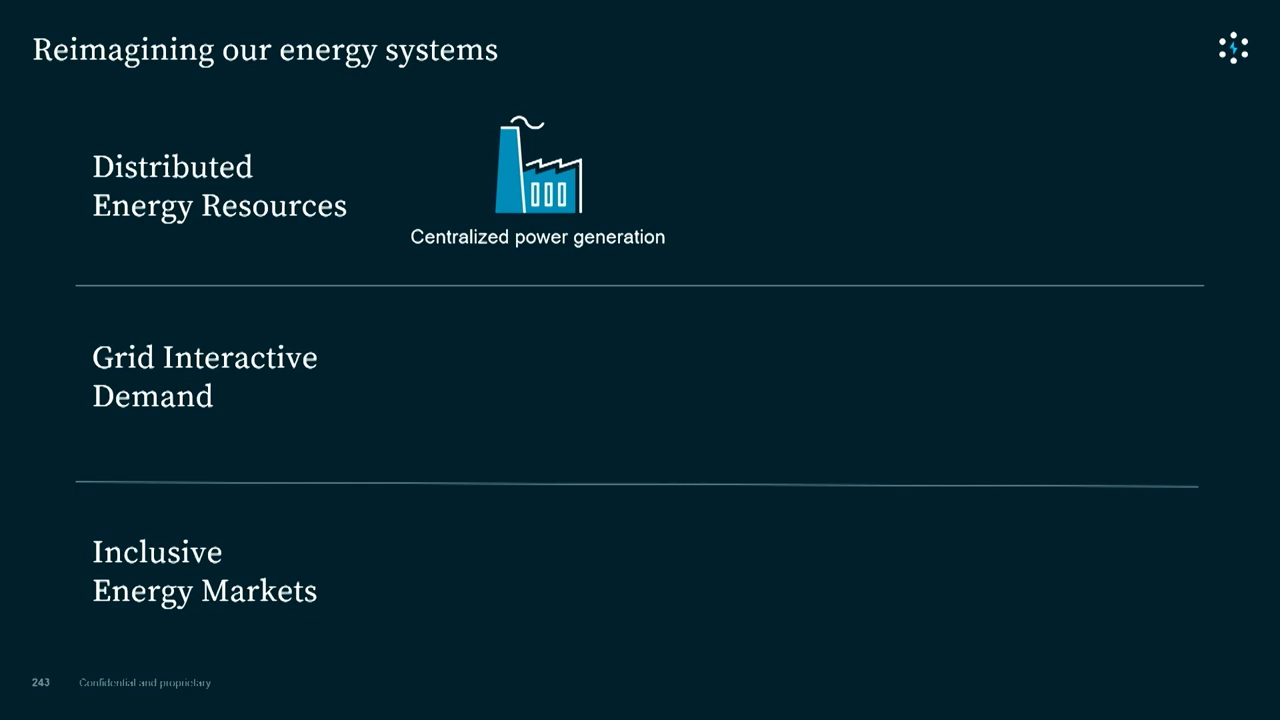 Reimagining our energy systems
Distributed
Energy Resources
Centralized power generation
Grid Interactive
Demand
Inclusive
Energy Markets
243 Confidential and proprietary